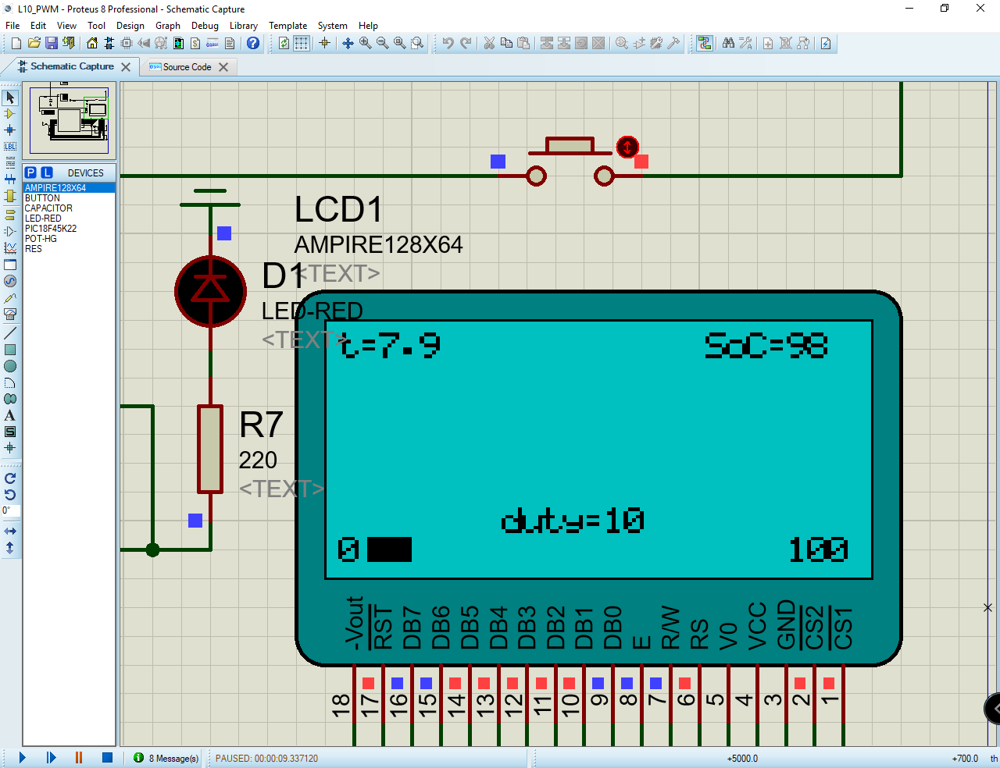 L10_PWM - Proteus 8 Professional - Schematic Capture
File Edit View Tool Design Graph Debug Library Template System Help
Schematic Capture
Source Code
P L DEVICES
AMPIRE128X64
BUTTON
CAPACITOR
LED-RED
PIC18F45K22
POT-HG
RES
LBL
A
S
0°
LCD1
AMPIRE128X64
<TEXT>
D1
LED-RED
<TEXT>
R7
220
<TEXT>
t=7.9 SoC=98
duty=10
0 100
-Vout RST DB7 DB6 DB5 DB4 DB3 DB2 DB1 DB0 E R/W RS V0 VCC GND CS2 CS1
18 17 16 15 14 13 12 11 10 9 8 7 6 5 4 3 2 1
8 Message(s) PAUSED: 00:00:09.337120 +5000.0 +700.0 th